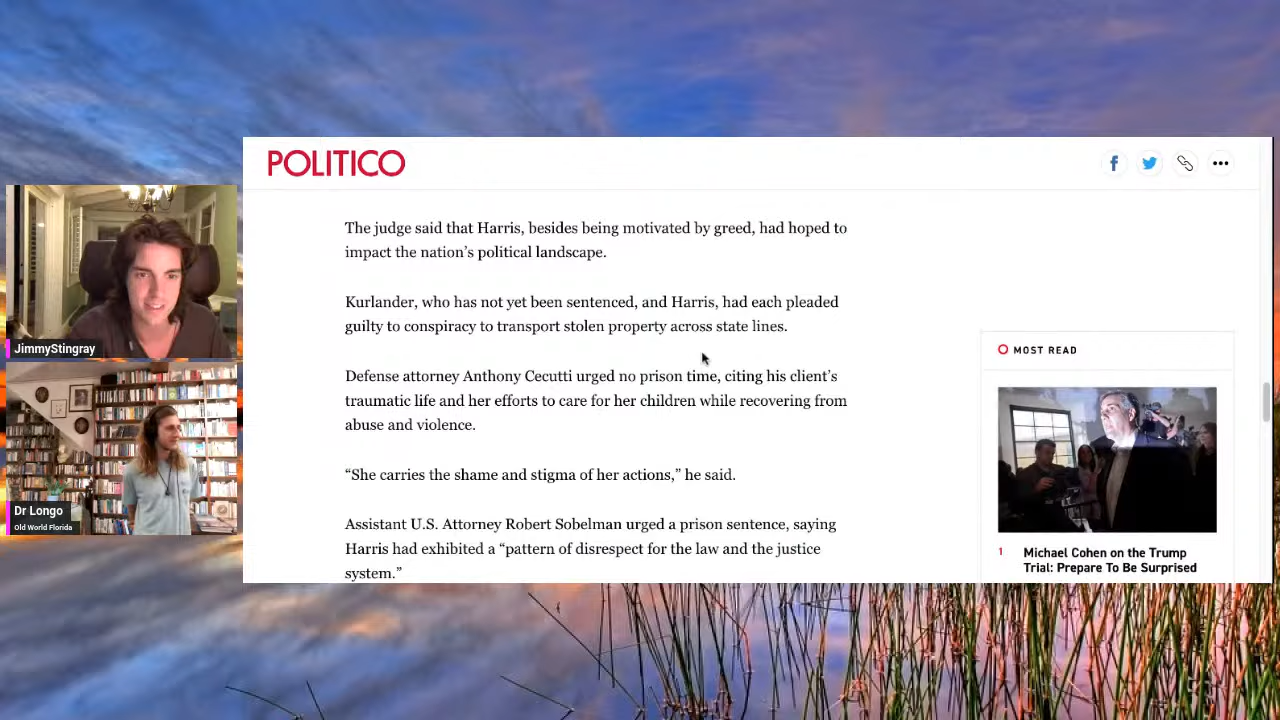 POLITICO
The judge said that Harris, besides being motivated by greed, had hoped to
impact the nation’s political landscape.
Kurlander, who has not yet been sentenced, and Harris, had each pleaded
guilty to conspiracy to transport stolen property across state lines.
Defense attorney Anthony Cecutti urged no prison time, citing his client’s
traumatic life and her efforts to care for her children while recovering from
abuse and violence.
“She carries the shame and stigma of her actions,” he said.
Assistant U.S. Attorney Robert Sobelman urged a prison sentence, saying
Harris had exhibited a “pattern of disrespect for the law and the justice
system.”
MOST READ
1 Michael Cohen on the Trump
Trial: Prepare To Be Surprised
JimmyStingray
Dr Longo
Old World Florida